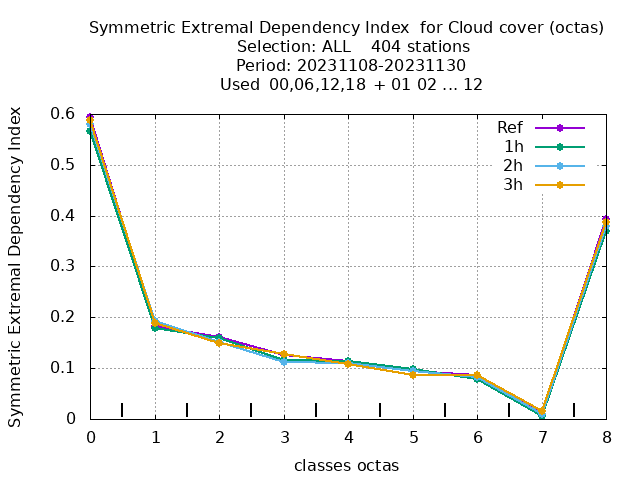 Symmetric Extremal Dependency Index for Cloud cover (octas)
Selection: ALL 404 stations
Period: 20231108-20231130
Used 00,06,12,18 + 01 02 ... 12
Symmetric Extremal Dependency Index
0.6
0.5
0.4
0.3
0.2
0.1
0
Ref
1h
2h
3h
0 1 2 3 4 5 6 7 8
classes octas